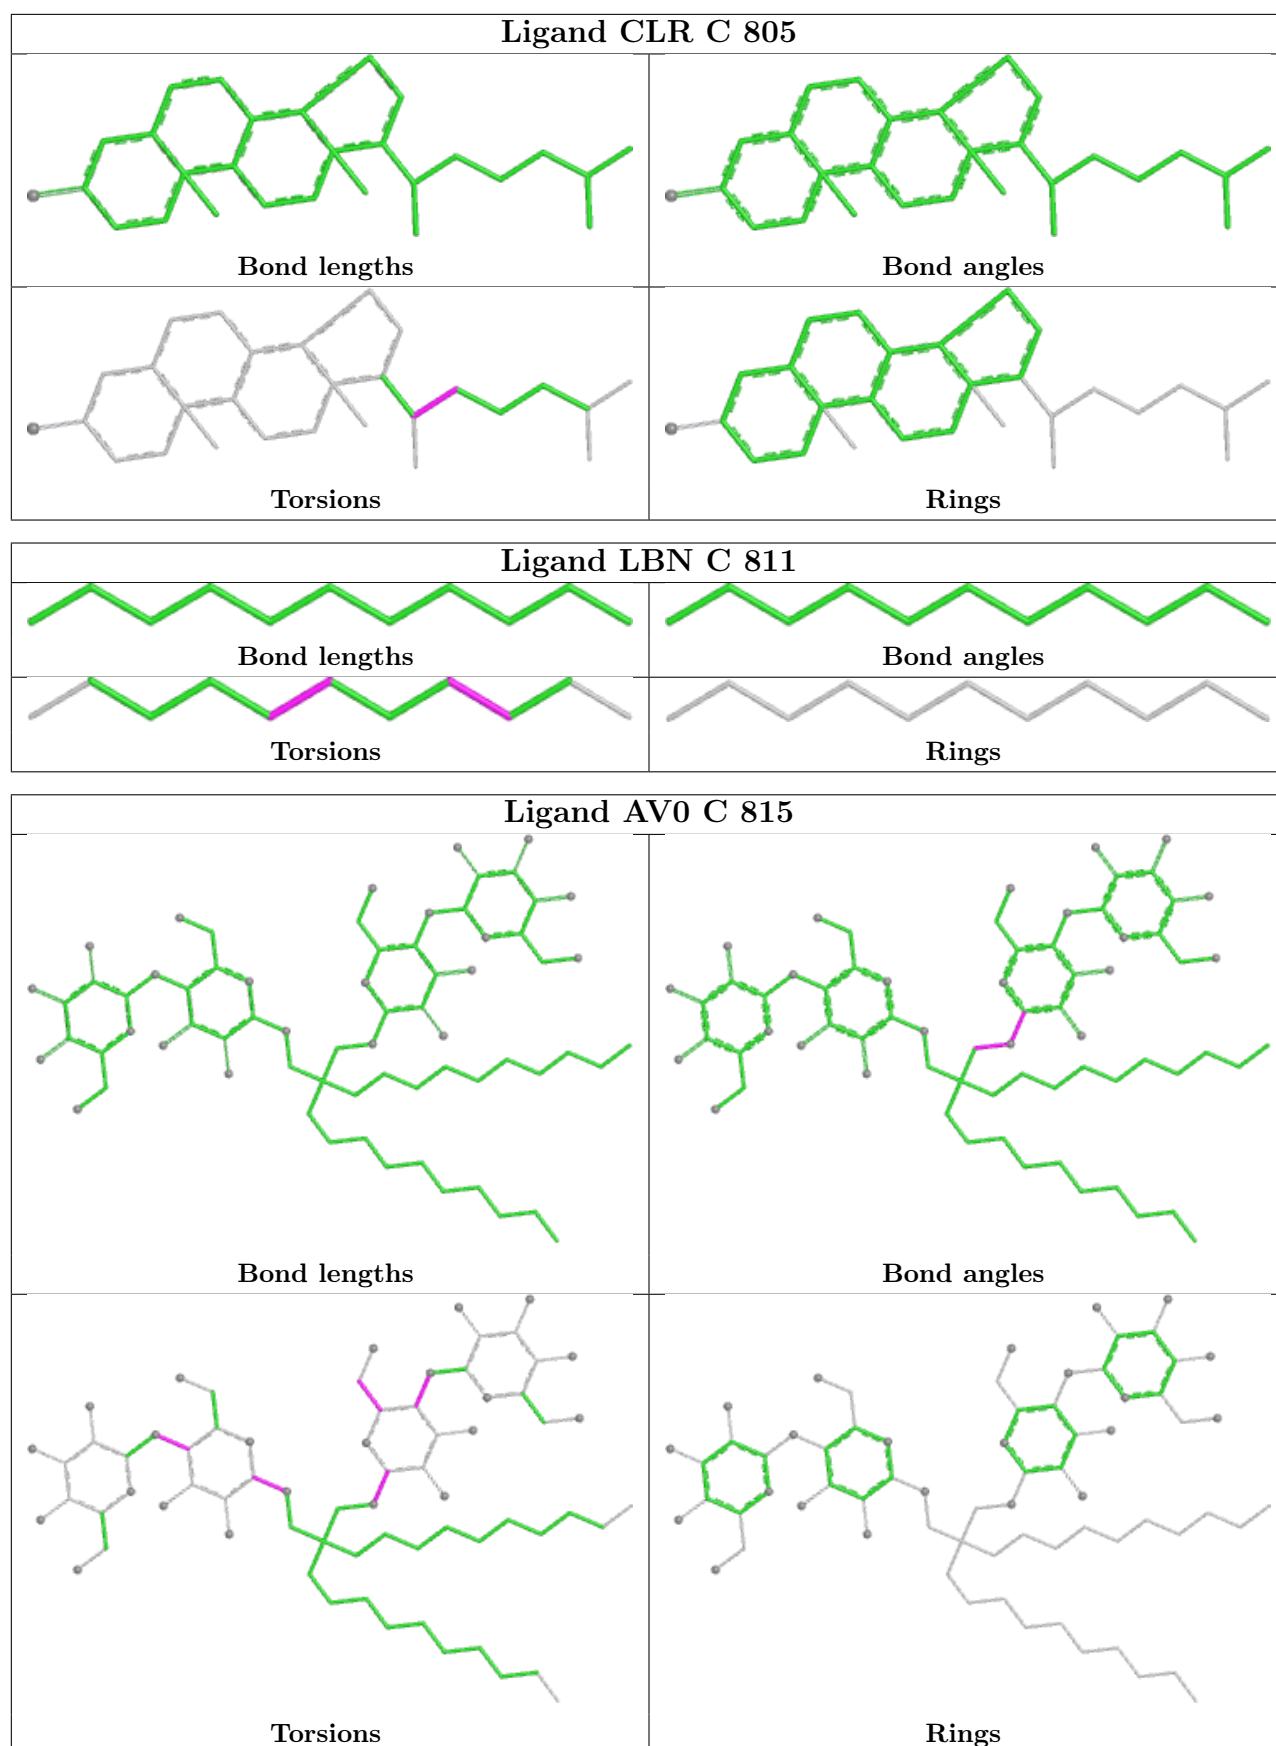 Ligand CLR C 805
Bond lengths
Bond angles
Torsions
Rings
Ligand LBN C 811
Bond lengths
Bond angles
Torsions
Rings
Ligand AV0 C 815
Bond lengths
Bond angles
Torsions
Rings